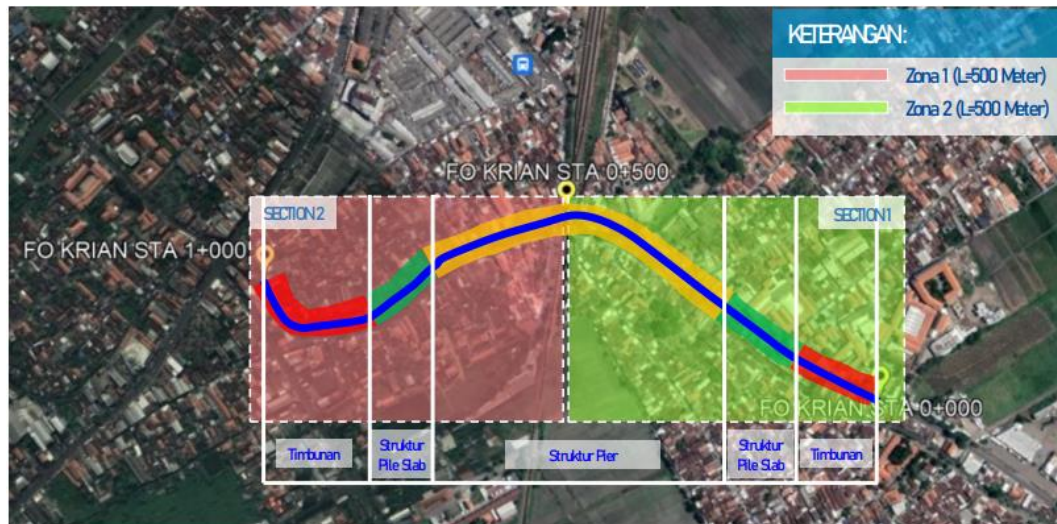 KETERANGAN:
Zona 1 (L=500 Meter)
Zona 2 (L=500 Meter)
FO KRIAN STA 0+500
SECTION 2
SECTION 1
FO KRIAN STA 1+000
FO KRIAN STA 0+000
Timbunan
Struktur
Pile Slab
Struktur Pier
Struktur
Pile Slab
Timbunan